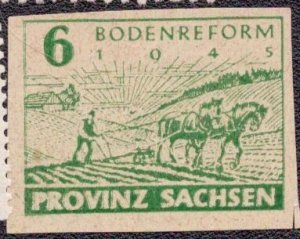 6 BODENREFORM
1945
PROVINZ SACHSEN